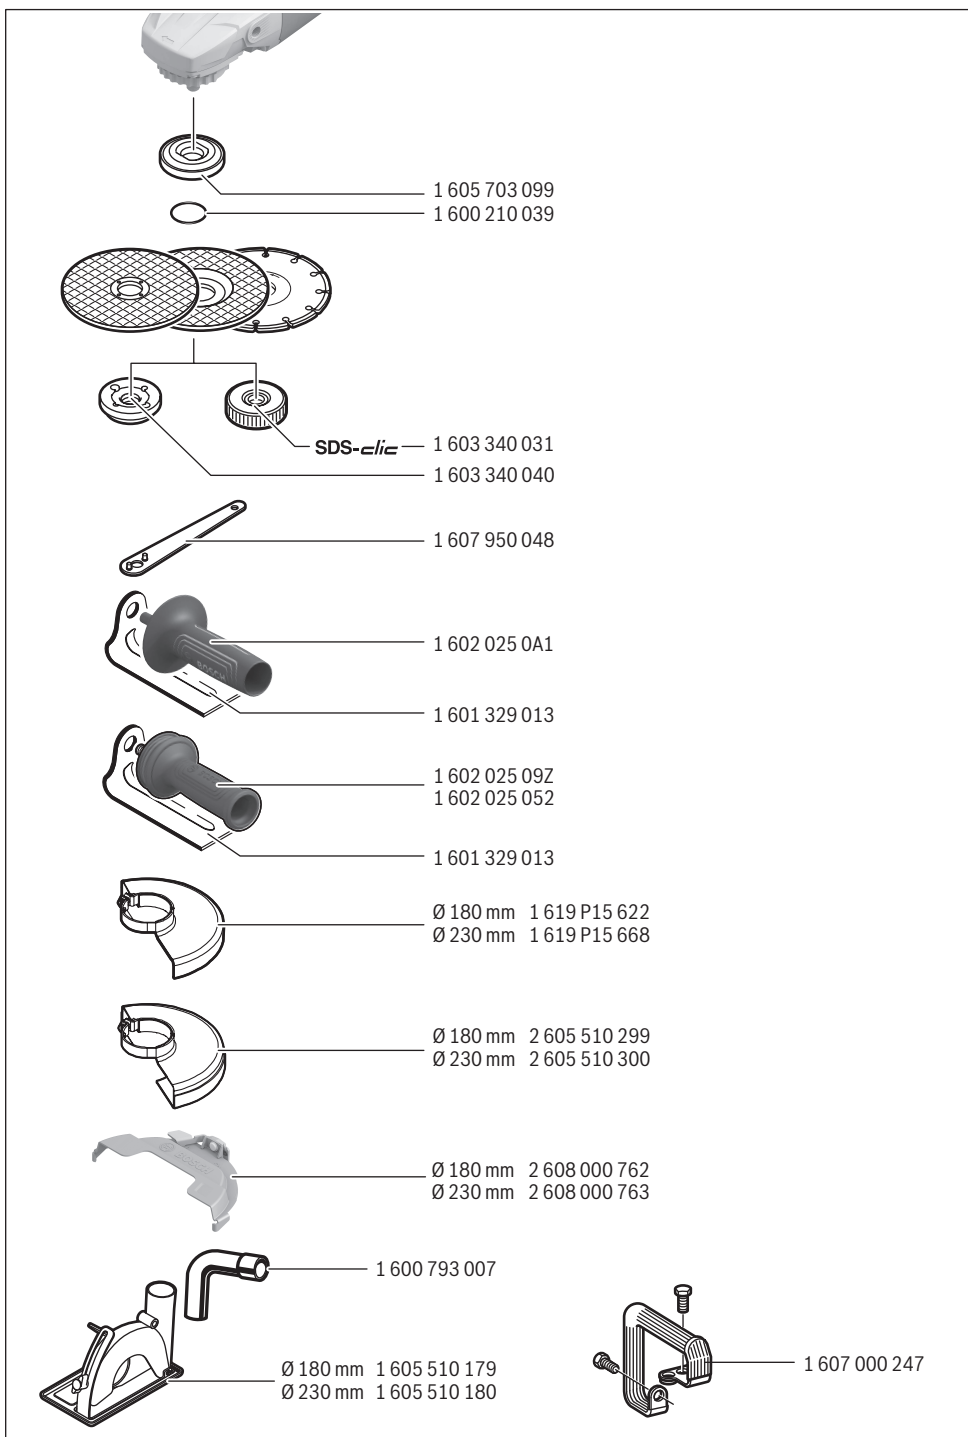 1 605 703 099
1 600 210 039
SDS-clic 1 603 340 031
1 603 340 040
1 607 950 048
1 602 025 0A1
BOSCH
1 601 329 013
1 602 025 09Z
1 602 025 052
1 601 329 013
Ø 180 mm 1 619 P15 622
Ø 230 mm 1 619 P15 668
Ø 180 mm 2 605 510 299
Ø 230 mm 2 605 510 300
BOSCH
Ø 180 mm 2 608 000 762
Ø 230 mm 2 608 000 763
1 600 793 007
Ø 180 mm 1 605 510 179
Ø 230 mm 1 605 510 180
1 607 000 247